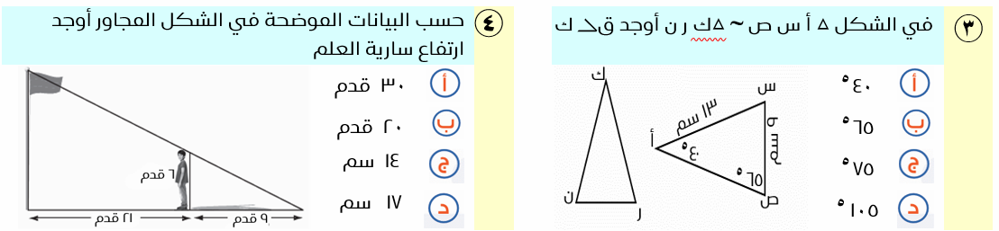 ٣
في الشكل △ أ س ص ~ △ك ر ن أوجد ق∠ ك
أ ٤٠°
ب ٦٥°
ج ٧٥°
د ١٠٥°
س
١٣ سم
٩ سم
أ
٤٠°
٦٥°
ص
ك
ن
ر
٤
حسب البيانات الموضحة في الشكل المجاور أوجد
ارتفاع سارية العلم
أ ٣٠ قدم
ب ٢٠ قدم
ج ١٤ سم
د ١٧ سم
٦ قدم
٢١ قدم
٩ قدم